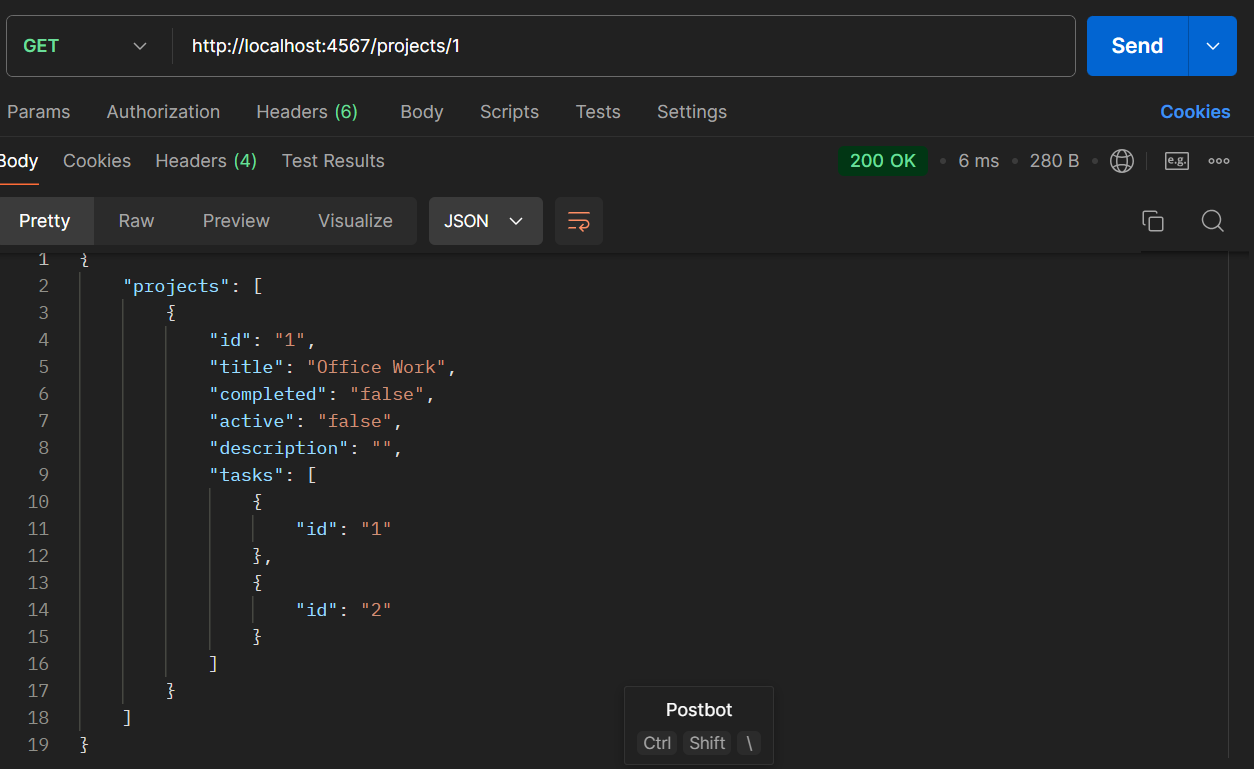 GET http://localhost:4567/projects/1 Send
Params Authorization Headers (6) Body Scripts Tests Settings Cookies
Body Cookies Headers (4) Test Results 200 OK • 6 ms • 280 B • e.g.
Pretty Raw Preview Visualize JSON
1 {
2 "projects": [
3 {
4 "id": "1",
5 "title": "Office Work",
6 "completed": "false",
7 "active": "false",
8 "description": "",
9 "tasks": [
10 {
11 "id": "1"
12 },
13 {
14 "id": "2"
15 }
16 ]
17 }
18 ]
19 }
Postbot
Ctrl Shift \